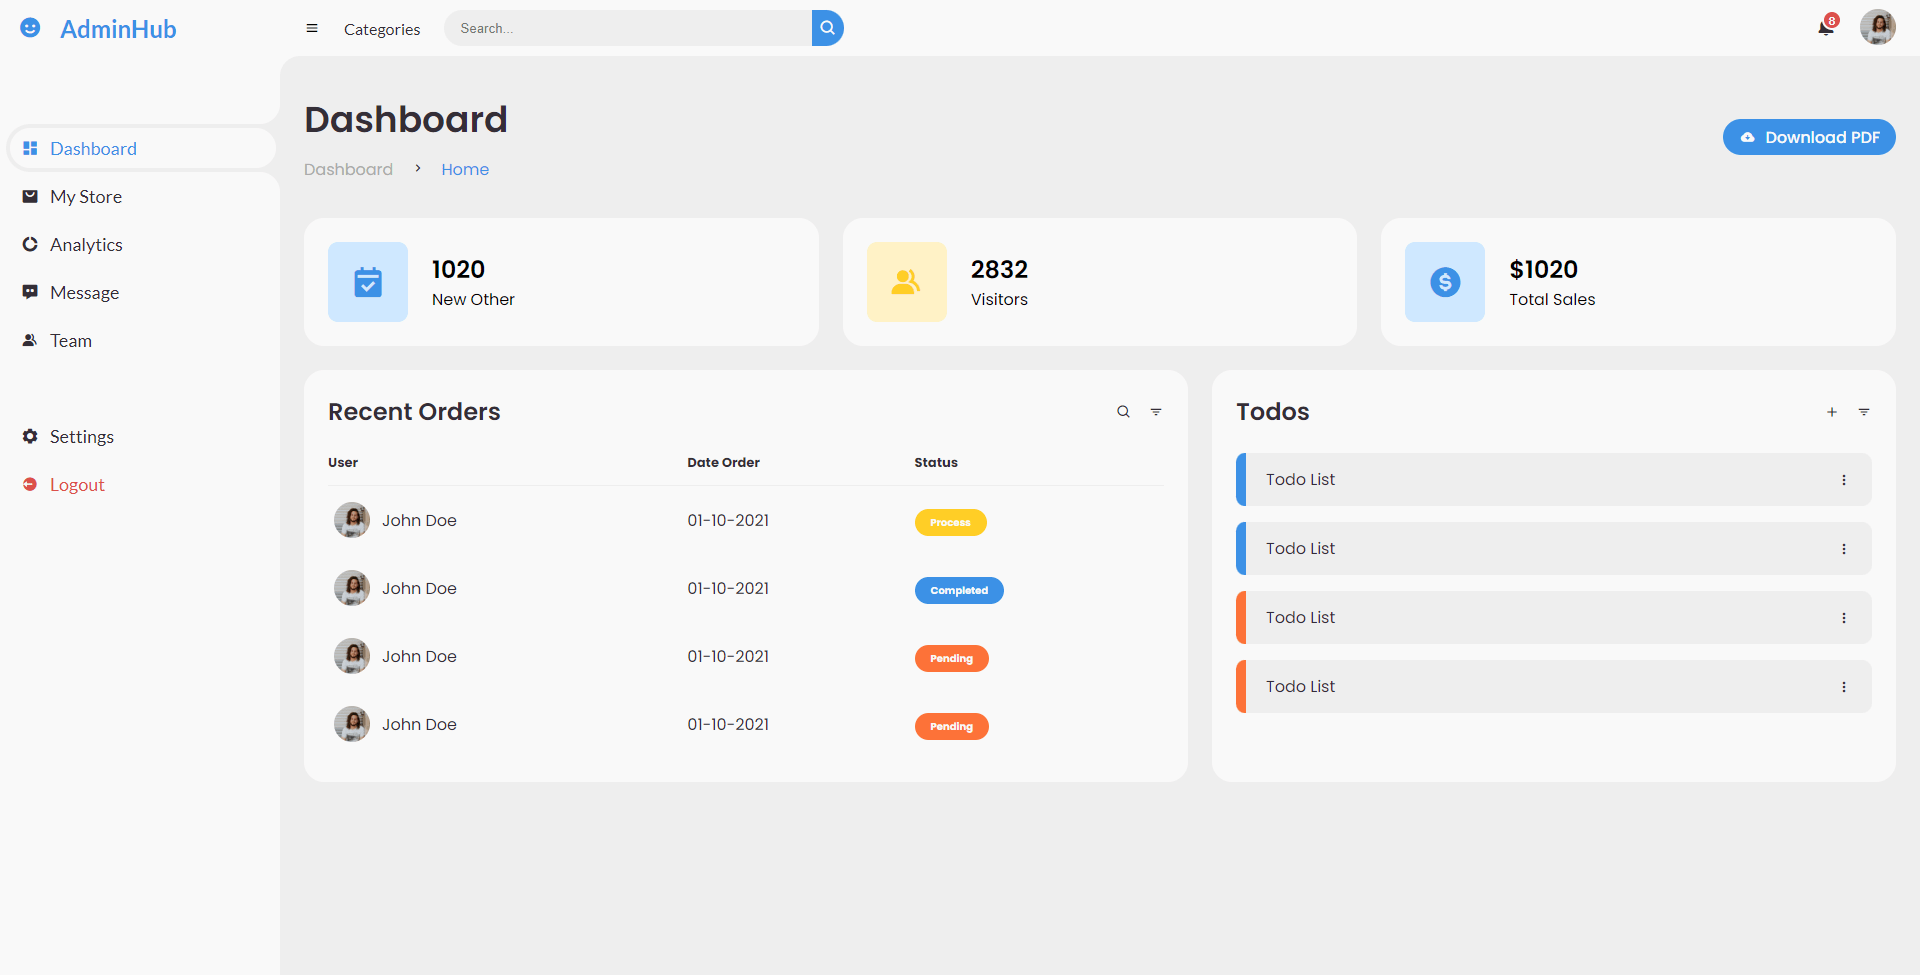 AdminHub
Categories
Search...
8
Dashboard
My Store
Analytics
Message
Team
Settings
Logout
Dashboard
Dashboard Home
Download PDF
1020
New Other
2832
Visitors
$1020
Total Sales
Recent Orders
User Date Order Status
John Doe 01-10-2021 Process
John Doe 01-10-2021 Completed
John Doe 01-10-2021 Pending
John Doe 01-10-2021 Pending
Todos
Todo List
Todo List
Todo List
Todo List